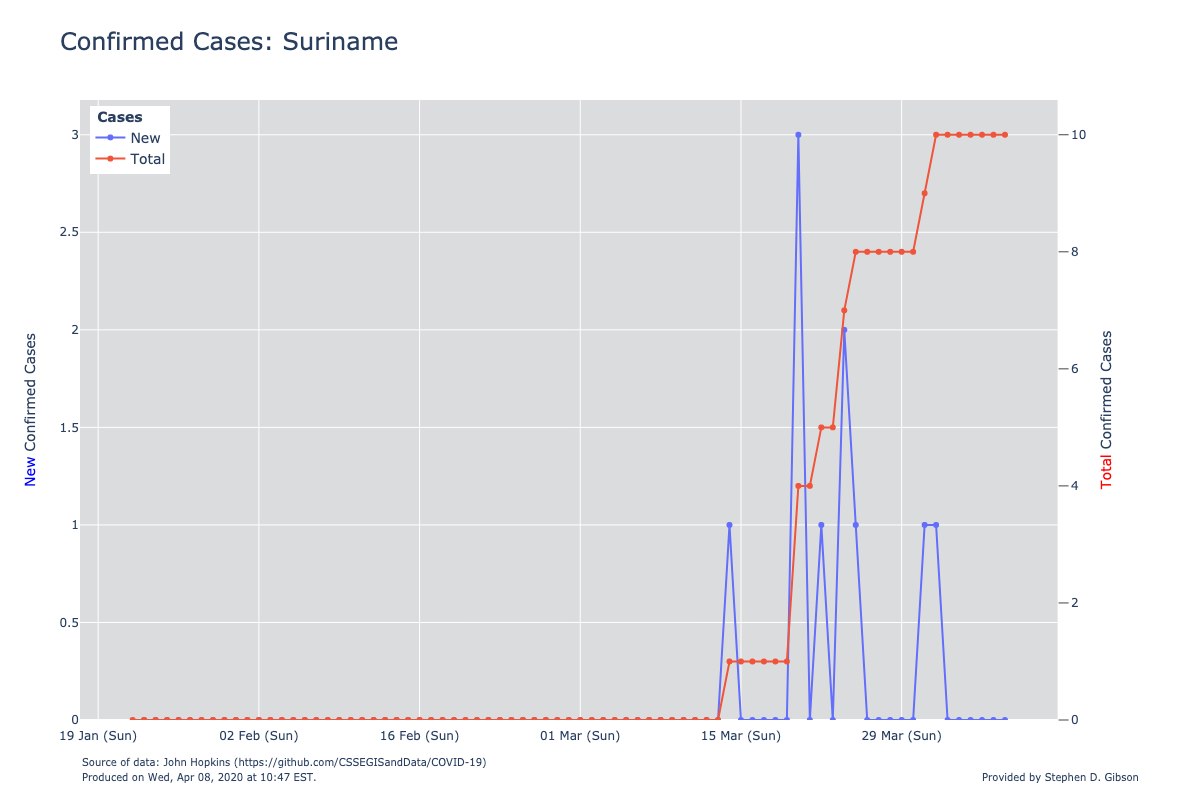 Confirmed Cases: Suriname
Cases
New
Total
3
2.5
2
1.5
1
0.5
0
New Confirmed Cases
10
8
6
4
2
0
Total Confirmed Cases
19 Jan (Sun)
02 Feb (Sun)
16 Feb (Sun)
01 Mar (Sun)
15 Mar (Sun)
29 Mar (Sun)
Source of data: John Hopkins (https://github.com/CSSEGISandData/COVID-19)
Produced on Wed, Apr 08, 2020 at 10:47 EST.
Provided by Stephen D. Gibson